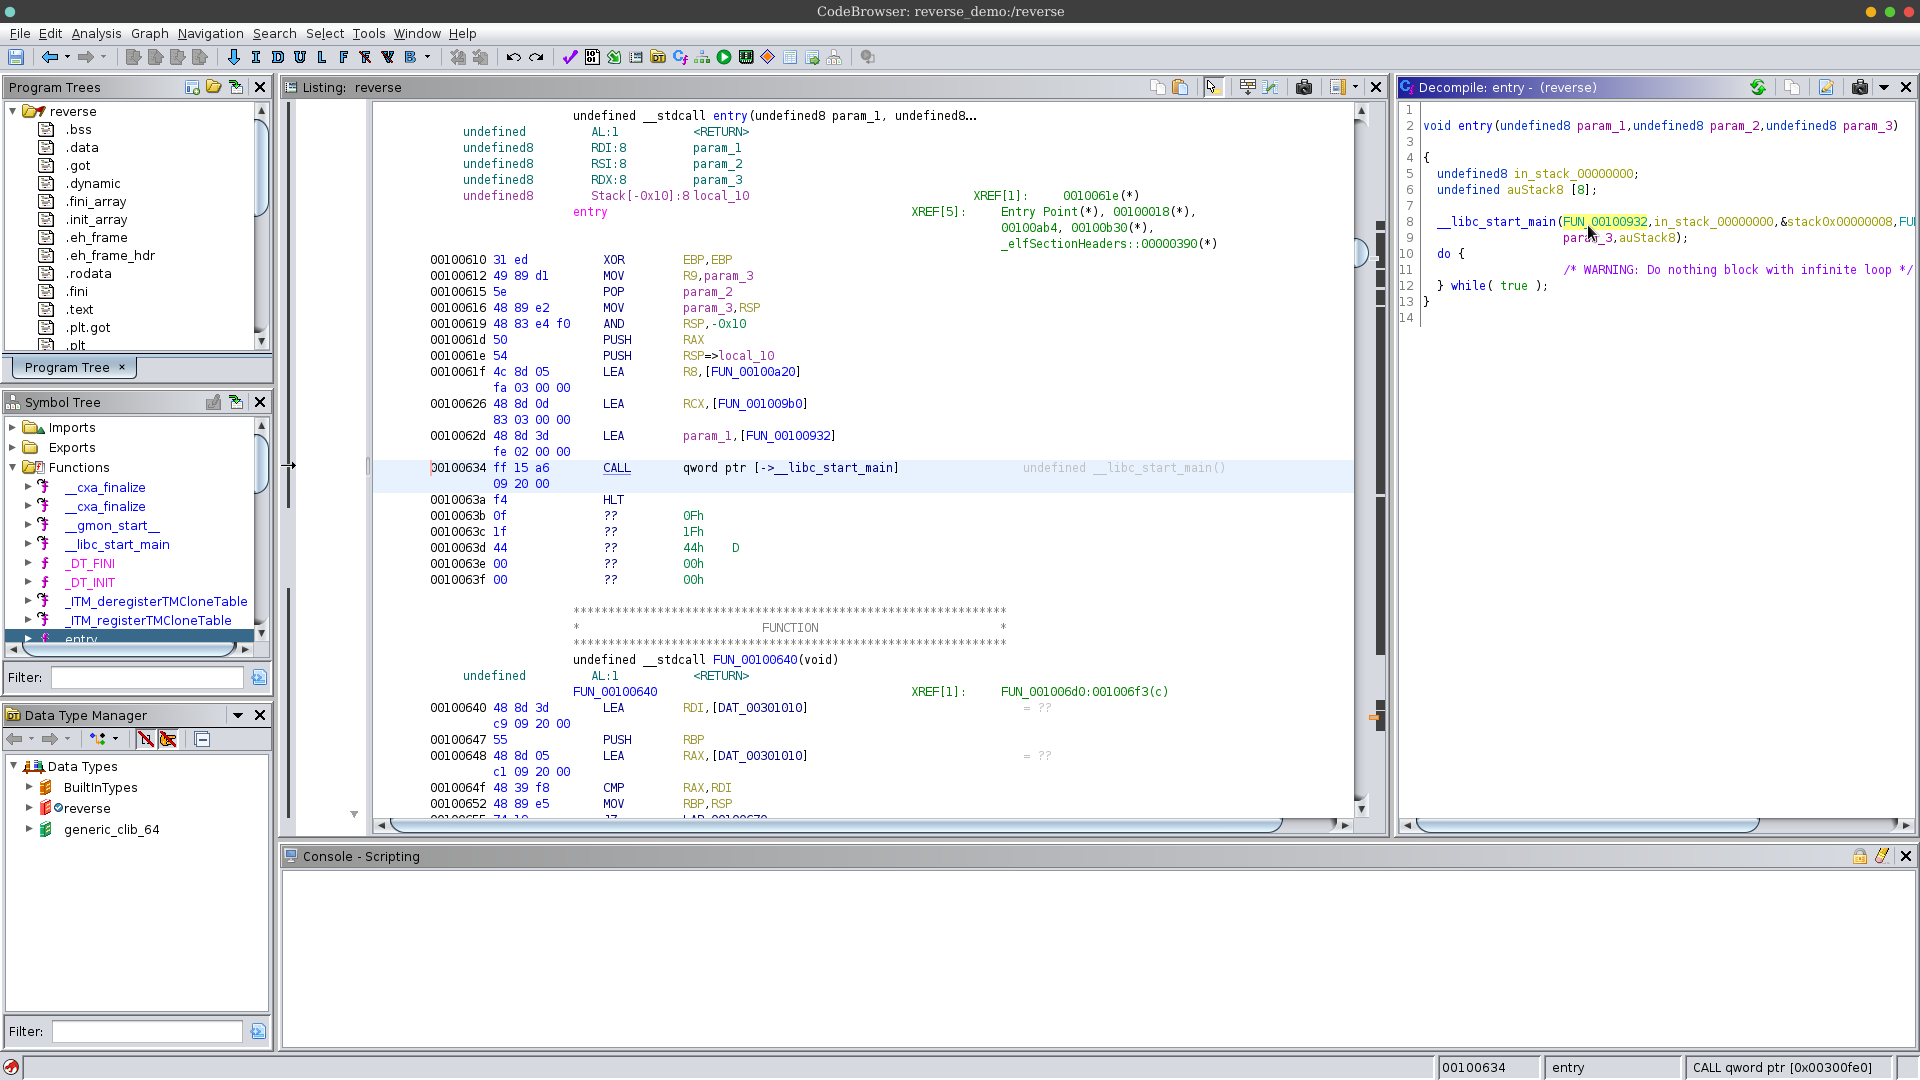 CodeBrowser: reverse_demo:/reverse
File Edit Analysis Graph Navigation Search Select Tools Window Help
I D U L F R V B
Program Trees
reverse
.bss
.data
.got
.dynamic
.fini_array
.init_array
.eh_frame
.eh_frame_hdr
.rodata
.fini
.text
.plt.got
.plt
Program Tree ×
Symbol Tree
Imports
Exports
Functions
__cxa_finalize
__cxa_finalize
__gmon_start__
__libc_start_main
_DT_FINI
_DT_INIT
_ITM_deregisterTMCloneTable
_ITM_registerTMCloneTable
entry
Filter:
Data Type Manager
Data Types
BuiltInTypes
reverse
generic_clib_64
Filter:
Listing: reverse
undefined __stdcall entry(undefined8 param_1, undefined8...
undefined AL:1 <RETURN>
undefined8 RDI:8 param_1
undefined8 RSI:8 param_2
undefined8 RDX:8 param_3
undefined8 Stack[-0x10]:8 local_10 XREF[1]: 0010061e(*)
entry XREF[5]: Entry Point(*), 00100018(*),
00100ab4, 00100b30(*),
_elfSectionHeaders::00000390(*)
00100610 31 ed XOR EBP,EBP
00100612 49 89 d1 MOV R9,param_3
00100615 5e POP param_2
00100616 48 89 e2 MOV param_3,RSP
00100619 48 83 e4 f0 AND RSP,-0x10
0010061d 50 PUSH RAX
0010061e 54 PUSH RSP=>local_10
0010061f 4c 8d 05 LEA R8,[FUN_00100a20]
fa 03 00 00
00100626 48 8d 0d LEA RCX,[FUN_001009b0]
83 03 00 00
0010062d 48 8d 3d LEA param_1,[FUN_00100932]
fe 02 00 00
00100634 ff 15 a6 CALL qword ptr [->__libc_start_main] undefined __libc_start_main()
09 20 00
0010063a f4 HLT
0010063b 0f ?? 0Fh
0010063c 1f ?? 1Fh
0010063d 44 ?? 44h D
0010063e 00 ?? 00h
0010063f 00 ?? 00h
**************************************************************
* FUNCTION *
**************************************************************
undefined __stdcall FUN_00100640(void)
undefined AL:1 <RETURN>
FUN_00100640 XREF[1]: FUN_001006d0:001006f3(c)
00100640 48 8d 3d LEA RDI,[DAT_00301010] = ??
c9 09 20 00
00100647 55 PUSH RBP
00100648 48 8d 05 LEA RAX,[DAT_00301010] = ??
c1 09 20 00
0010064f 48 39 f8 CMP RAX,RDI
00100652 48 89 e5 MOV RBP,RSP
Decompile: entry - (reverse)
1
2 void entry(undefined8 param_1,undefined8 param_2,undefined8 param_3)
3
4 {
5 undefined8 in_stack_00000000;
6 undefined auStack8 [8];
7
8 __libc_start_main(FUN_00100932,in_stack_00000000,&stack0x00000008,FU
9 param_3,auStack8);
10 do {
11 /* WARNING: Do nothing block with infinite loop */
12 } while( true );
13 }
14
Console - Scripting
00100634 entry CALL qword ptr [0x00300fe0]